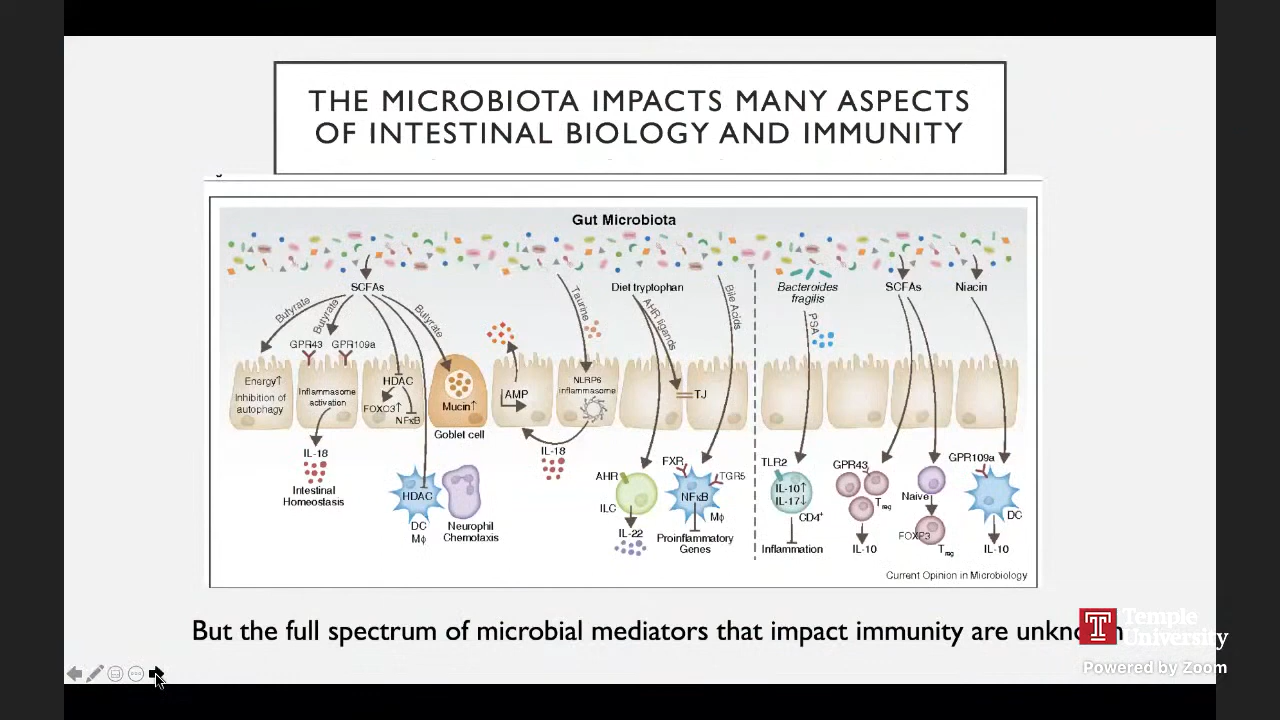 THE MICROBIOTA IMPACTS MANY ASPECTS
OF INTESTINAL BIOLOGY AND IMMUNITY
Gut Microbiota
SCFAs
Butyrate
Butyrate
Butyrate
GPR43
GPR109a
Energy↑
Inhibition of
autophagy
Inflammasome
activation
IL-18
Intestinal
Homeostasis
HDAC
FOXO3↑
NFκB
HDAC
DC
Mφ
Neurophil
Chemotaxis
Mucin↑
Goblet cell
AMP
Taurine
NLRP6
inflammasome
IL-18
Diet tryptophan
AHR ligands
Bile Acids
TJ
AHR
ILC
IL-22
FXR
TGR5
NFκB
Mφ
Proinflammatory
Genes
Bacteroides
fragilis
PSA
TLR2
IL-10↑
IL-17↓
CD4+
Inflammation
SCFAs
GPR43
Treg
IL-10
Naive
FOXP3
Treg
Niacin
GPR109a
DC
IL-10
Current Opinion in Microbiology
But the full spectrum of microbial mediators that impact immunity are
Temple
University
Powered by Zoom